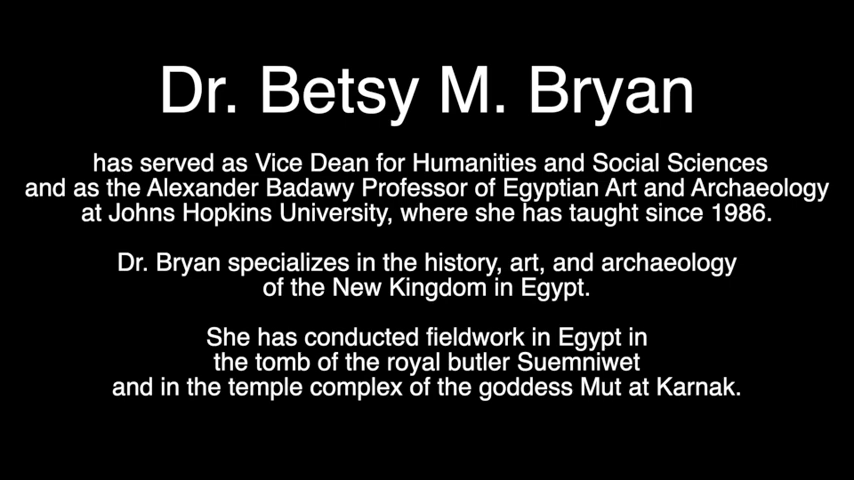 Dr. Betsy M. Bryan
has served as Vice Dean for Humanities and Social Sciences
and as the Alexander Badawy Professor of Egyptian Art and Archaeology
at Johns Hopkins University, where she has taught since 1986.
Dr. Bryan specializes in the history, art, and archaeology
of the New Kingdom in Egypt.
She has conducted fieldwork in Egypt in
the tomb of the royal butler Suemniwet
and in the temple complex of the goddess Mut at Karnak.